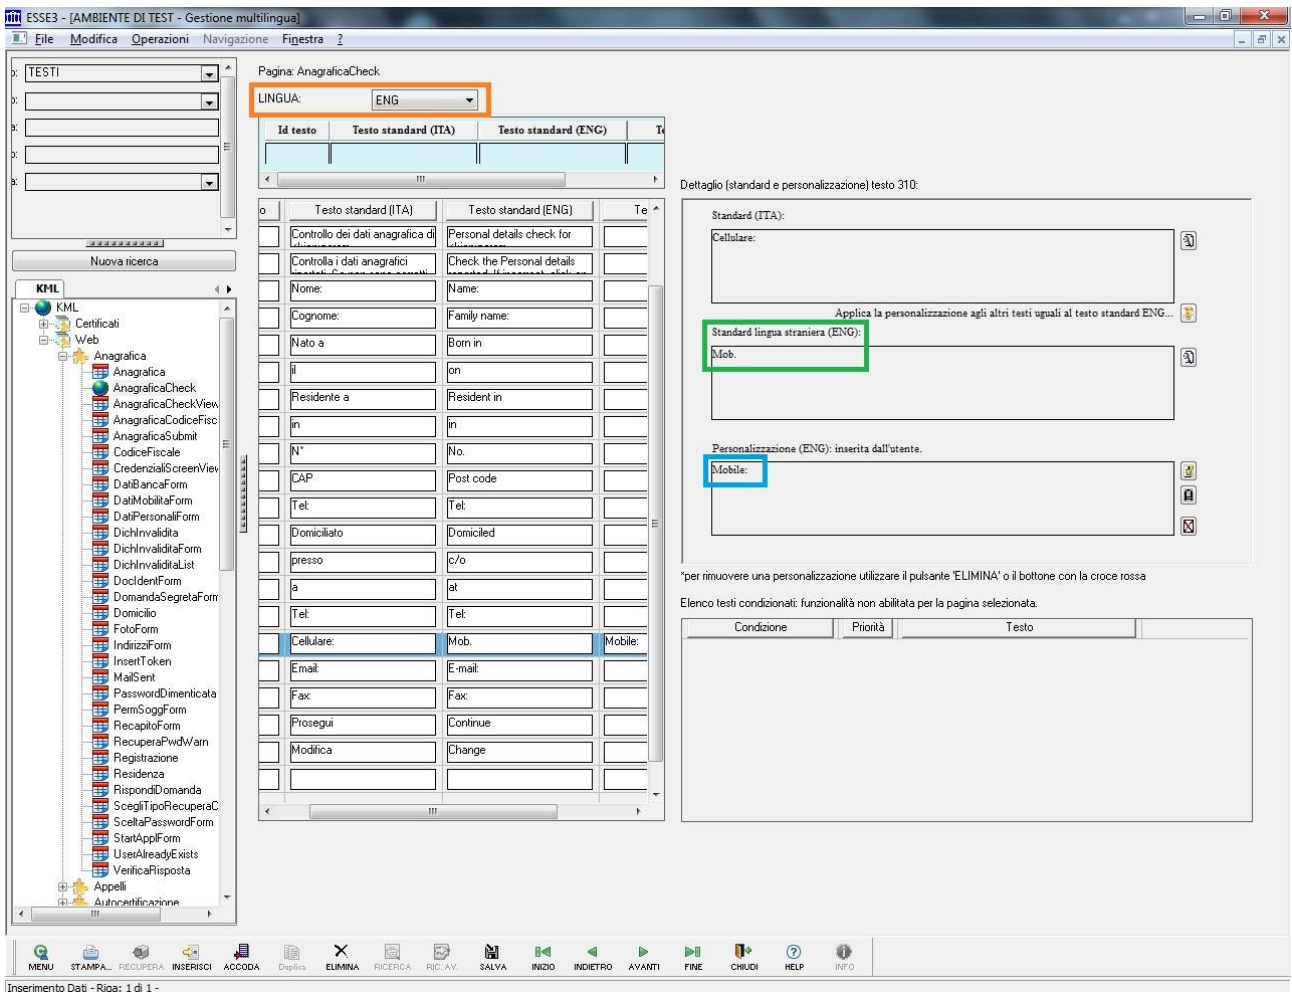 ESSE3 - [AMBIENTE DI TEST - Gestione multilingua]
File Modifica Operazioni Navigazione Finestra ?
TESTI
Nuova ricerca
KML
KML
Certificati
Web
Anagrafica
Anagrafica
AnagraficaCheck
AnagraficaCheckView
AnagraficaCodiceFisc
AnagraficaSubmit
CodiceFiscale
CredenzialiScreenView
DatiBancaForm
DatiMobilitaForm
DatiPersonaliForm
DichInvalidita
DichInvaliditaForm
DichInvaliditaList
DocIdentForm
DomandaSegretaForm
Domicilio
FotoForm
IndirizziForm
InsertToken
MailSent
PasswordDimenticata
PermSoggForm
RecapitoForm
RecuperaPwdWarn
Registrazione
Residenza
RispondiDomanda
ScegliTipoRecuperaC
SceltaPasswordForm
StartApplForm
UserAlreadyExists
VerificaRisposta
Appelli
Autocertificazione
Pagina: AnagraficaCheck
LINGUA: ENG
Id testo Testo standard (ITA) Testo standard (ENG) Te
o Testo standard (ITA) Testo standard (ENG) Te
Controllo dei dati anagrafica di Personal details check for
Controlla i dati anagrafici Check the Personal details
Nome: Name:
Cognome: Family name:
Nato a Born in
il on
Residente a Resident in
in in
N° No.
CAP Post code
Tel: Tel:
Domiciliato Domiciled
presso c/o
a at
Tel: Tel:
Cellulare: Mob. Mobile:
Email: E-mail:
Fax: Fax:
Prosegui Continue
Modifica Change
Dettaglio (standard e personalizzazione) testo 310:
Standard (ITA):
Cellulare:
Applica la personalizzazione agli altri testi uguali al testo standard ENG...
Standard lingua straniera (ENG):
Mob.
Personalizzazione (ENG): inserita dall'utente.
Mobile:
*per rimuovere una personalizzazione utilizzare il pulsante 'ELIMINA' o il bottone con la croce rossa
Elenco testi condizionati: funzionalità non abilitata per la pagina selezionata.
Condizione Priorità Testo
MENU STAMPA... RECUPERA INSERISCI ACCODA Duplica ELIMINA RICERCA RIC. AV. SALVA INIZIO INDIETRO AVANTI FINE CHIUDI HELP INFO
Inserimento Dati - Riga: 1 di 1 -